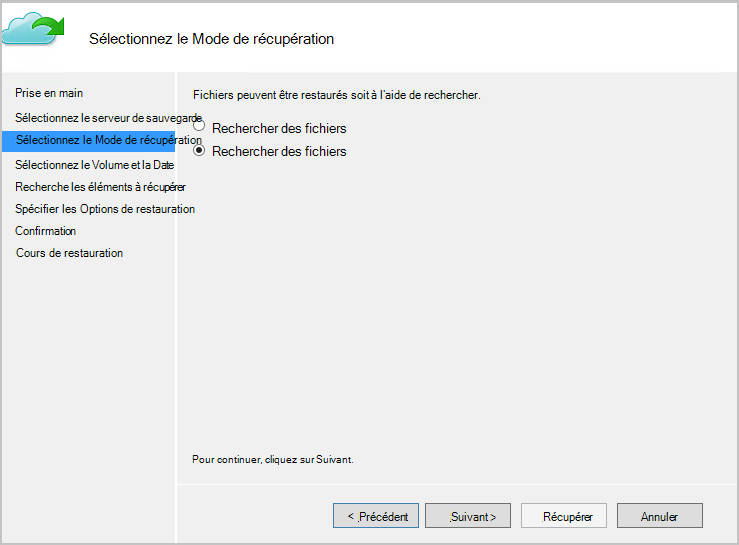 Sélectionnez le Mode de récupération
Prise en main
Sélectionnez le serveur de sauvegarde
Sélectionnez le Mode de récupération
Sélectionnez le Volume et la Date
Recherche les éléments à récupérer
Spécifier les Options de restauration
Confirmation
Cours de restauration
Fichiers peuvent être restaurés soit à l'aide de rechercher.
Rechercher des fichiers
Rechercher des fichiers
Pour continuer, cliquez sur Suivant.
< Précédent
Suivant >
Récupérer
Annuler